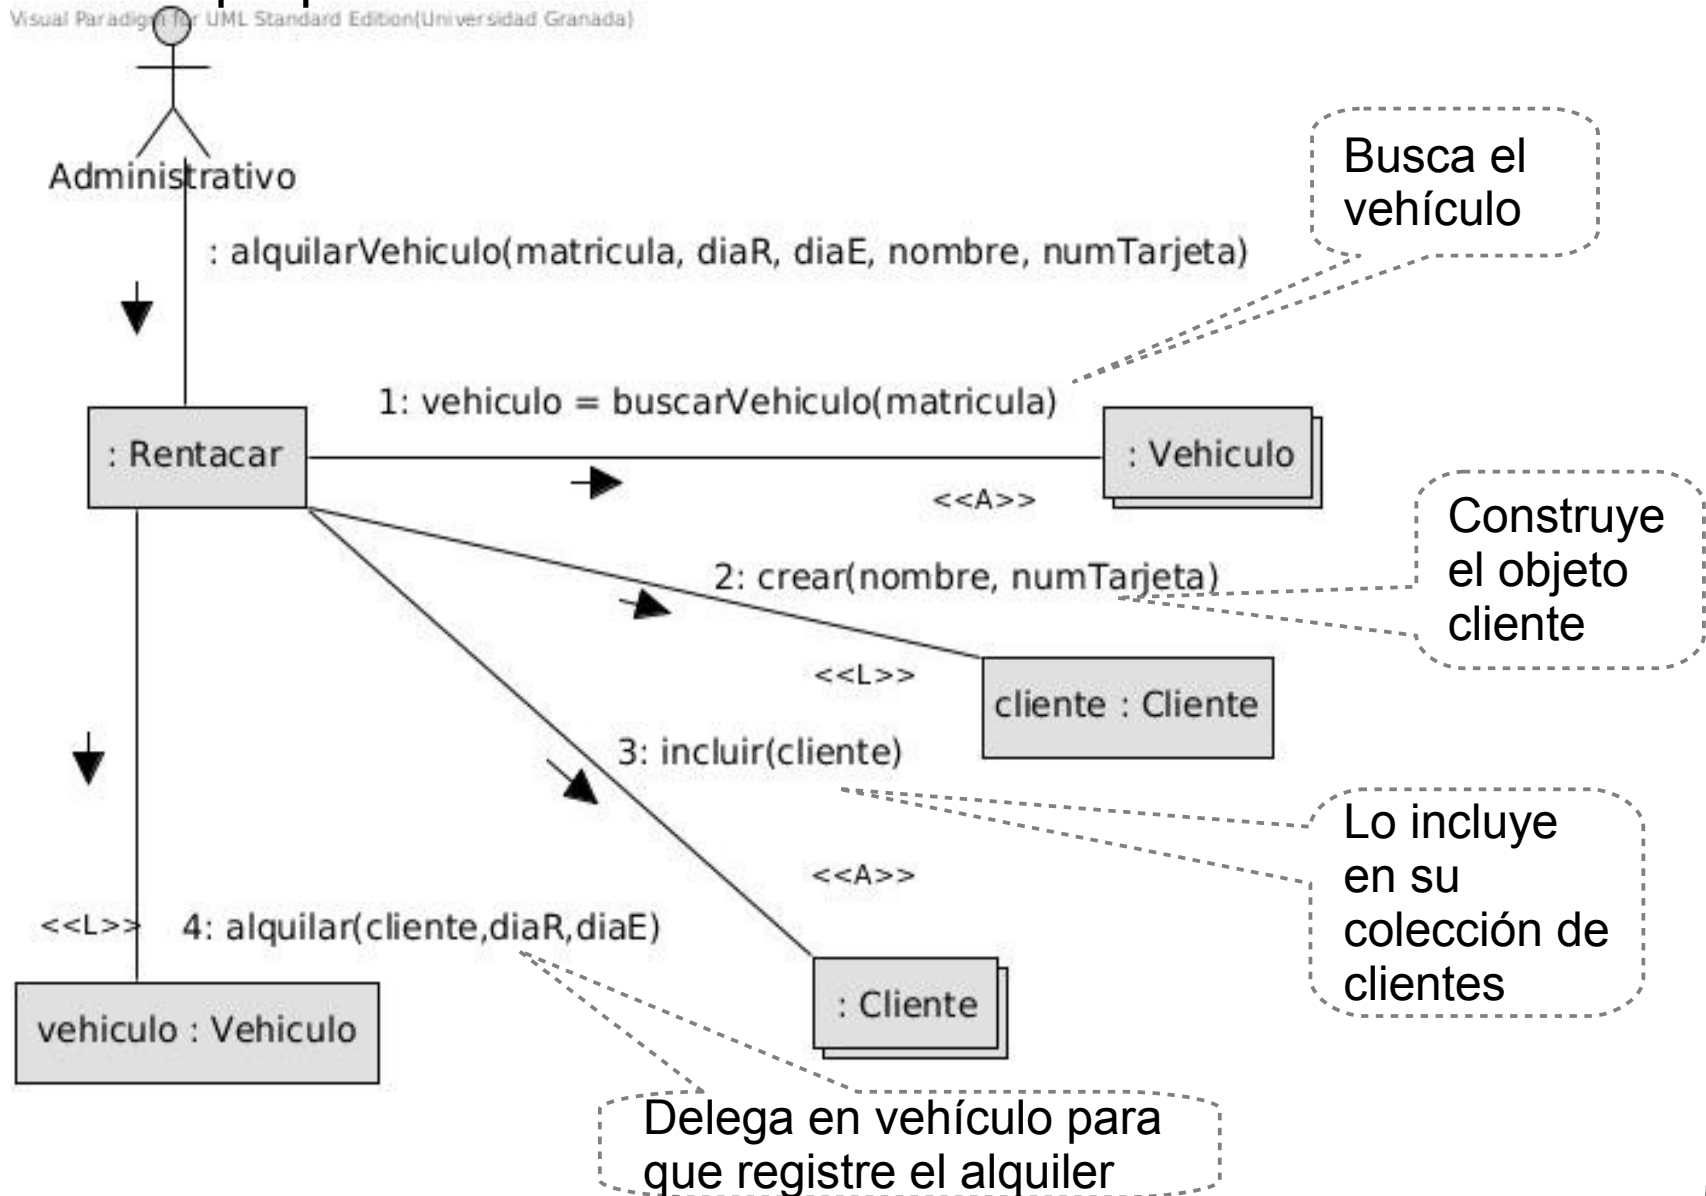 Visual Paradigm for UML Standard Edition(Universidad Granada)
Administrativo
: alquilarVehiculo(matricula, diaR, diaE, nombre, numTarjeta)
Busca el
vehículo
1: vehiculo = buscarVehiculo(matricula)
: Rentacar
: Vehiculo
<<A>>
Construye
el objeto
cliente
2: crear(nombre, numTarjeta)
<<L>>
cliente : Cliente
3: incluir(cliente)
Lo incluye
en su
colección de
clientes
<<A>>
<<L>>
4: alquilar(cliente,diaR,diaE)
: Cliente
vehiculo : Vehiculo
Delega en vehículo para
que registre el alquiler